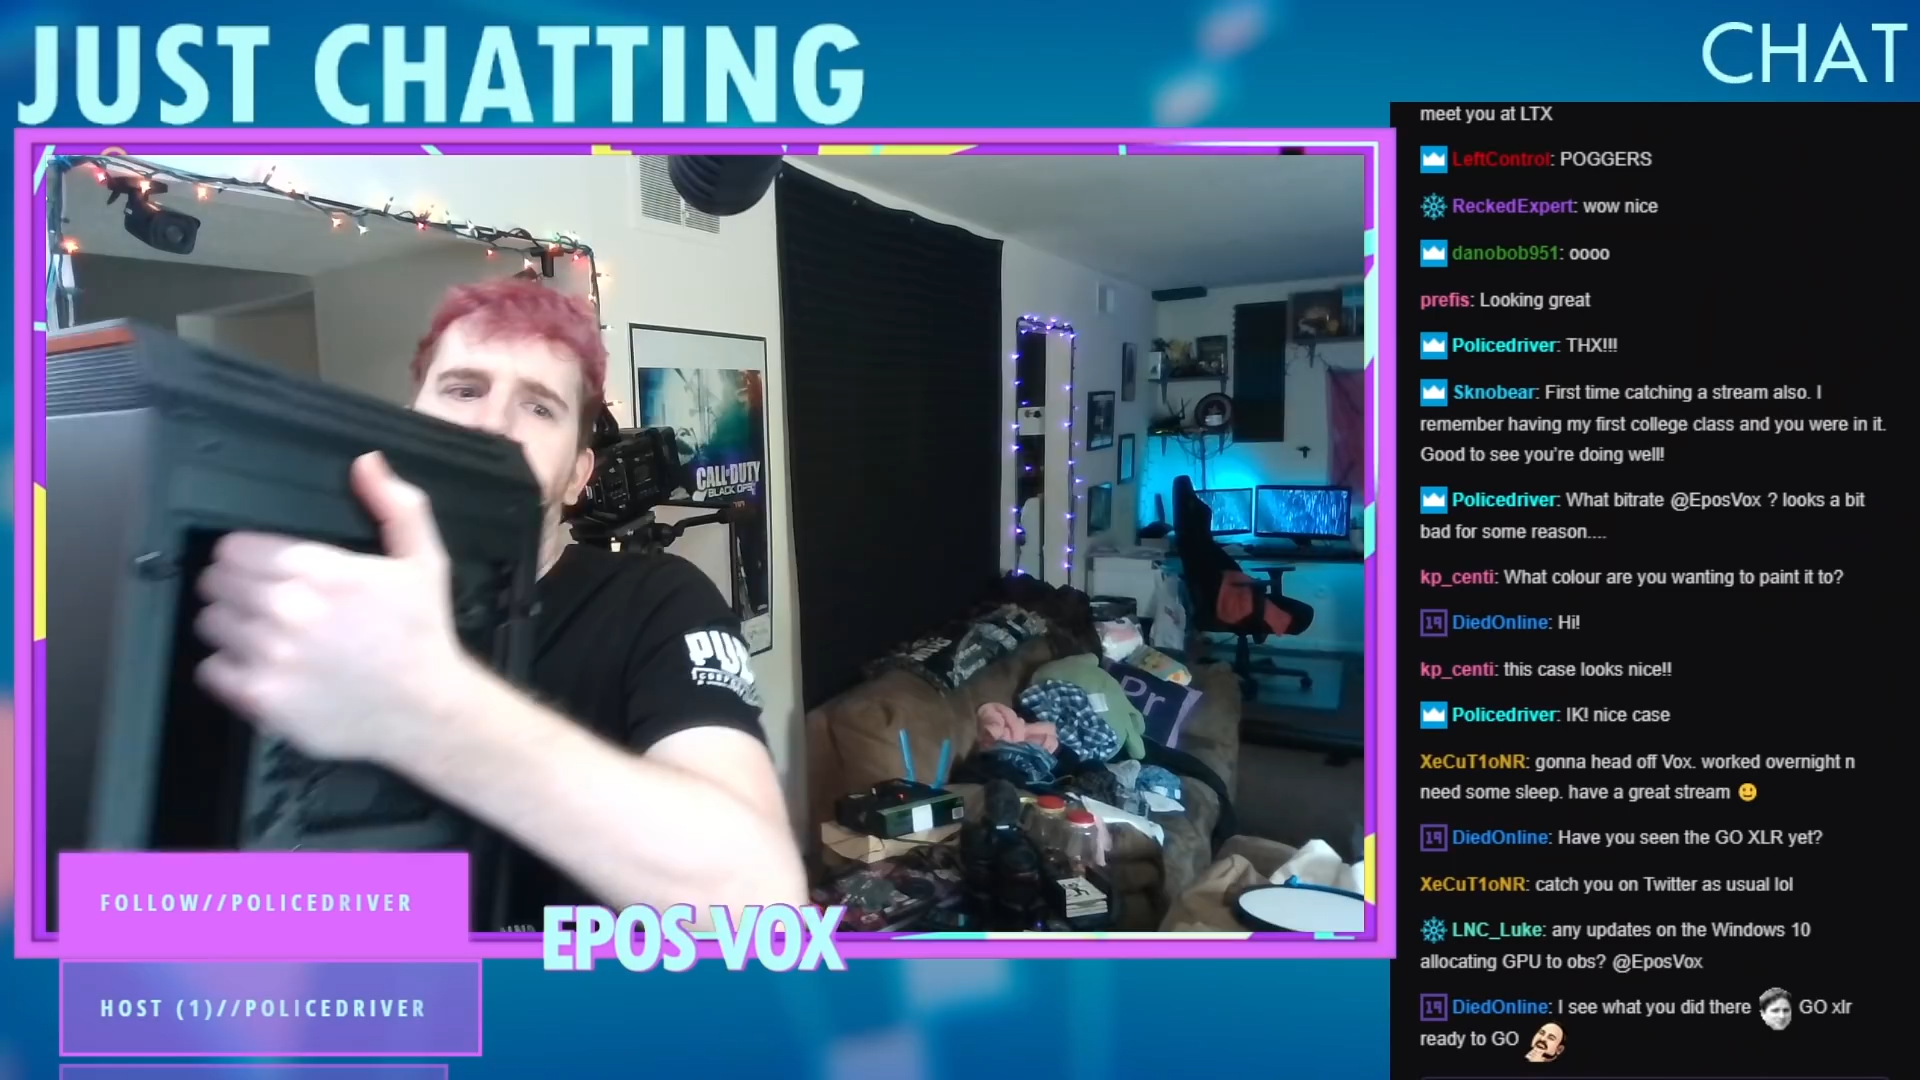 JUST CHATTING
CHAT
CALL OF DUTY
BLACK OPS
Pr
FOLLOW//POLICEDRIVER
EPOS VOX
HOST (1)//POLICEDRIVER
meet you at LTX
LeftControl: POGGERS
ReckedExpert: wow nice
danobob951: oooo
prefis: Looking great
Policedriver: THX!!!
Sknobear: First time catching a stream also. I
remember having my first college class and you were in it.
Good to see you're doing well!
Policedriver: What bitrate @EposVox ? looks a bit
bad for some reason....
kp_centi: What colour are you wanting to paint it to?
19 DiedOnline: Hi!
kp_centi: this case looks nice!!
Policedriver: IK! nice case
XeCuT1oNR: gonna head off Vox. worked overnight n
need some sleep. have a great stream
19 DiedOnline: Have you seen the GO XLR yet?
XeCuT1oNR: catch you on Twitter as usual lol
LNC_Luke: any updates on the Windows 10
allocating GPU to obs? @EposVox
19 DiedOnline: I see what you did there GO xlr
ready to GO